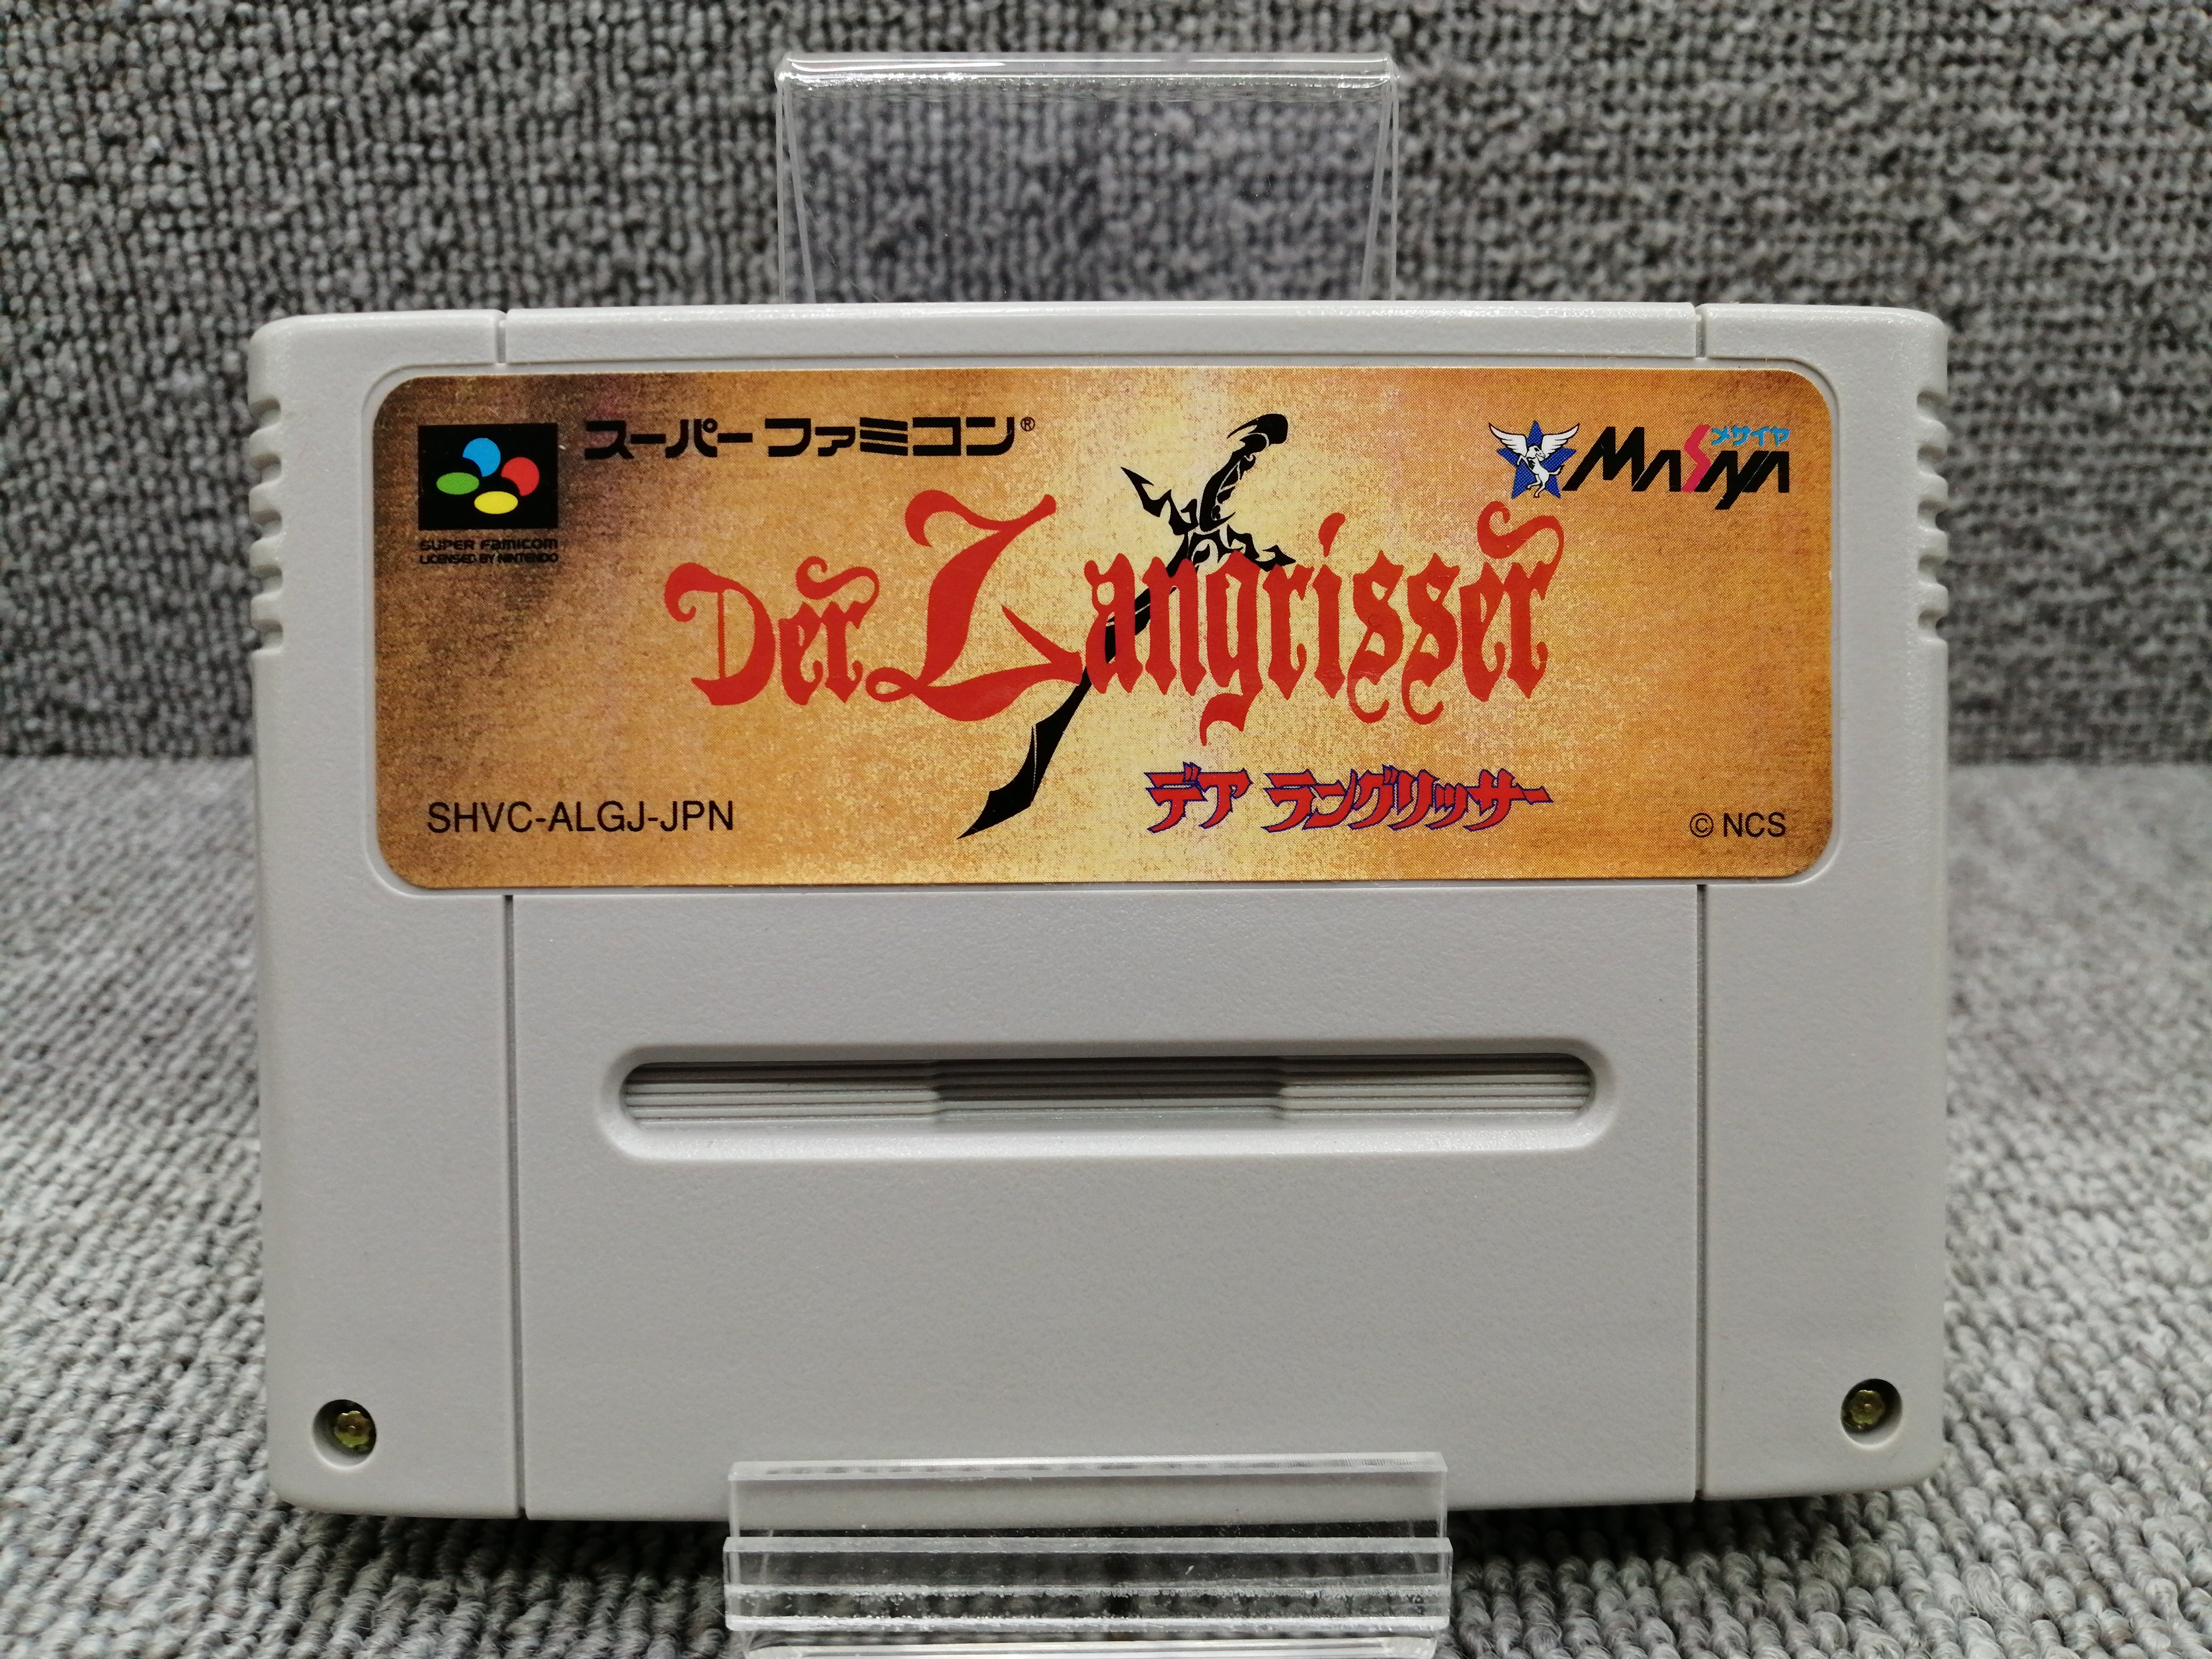 スーパーファミコン®
メサイヤ
MASAYA
SUPER FAMICOM
LICENSED BY NINTENDO
Der Langrisser
デア ラングリッサー
SHVC-ALGJ-JPN
© NCS